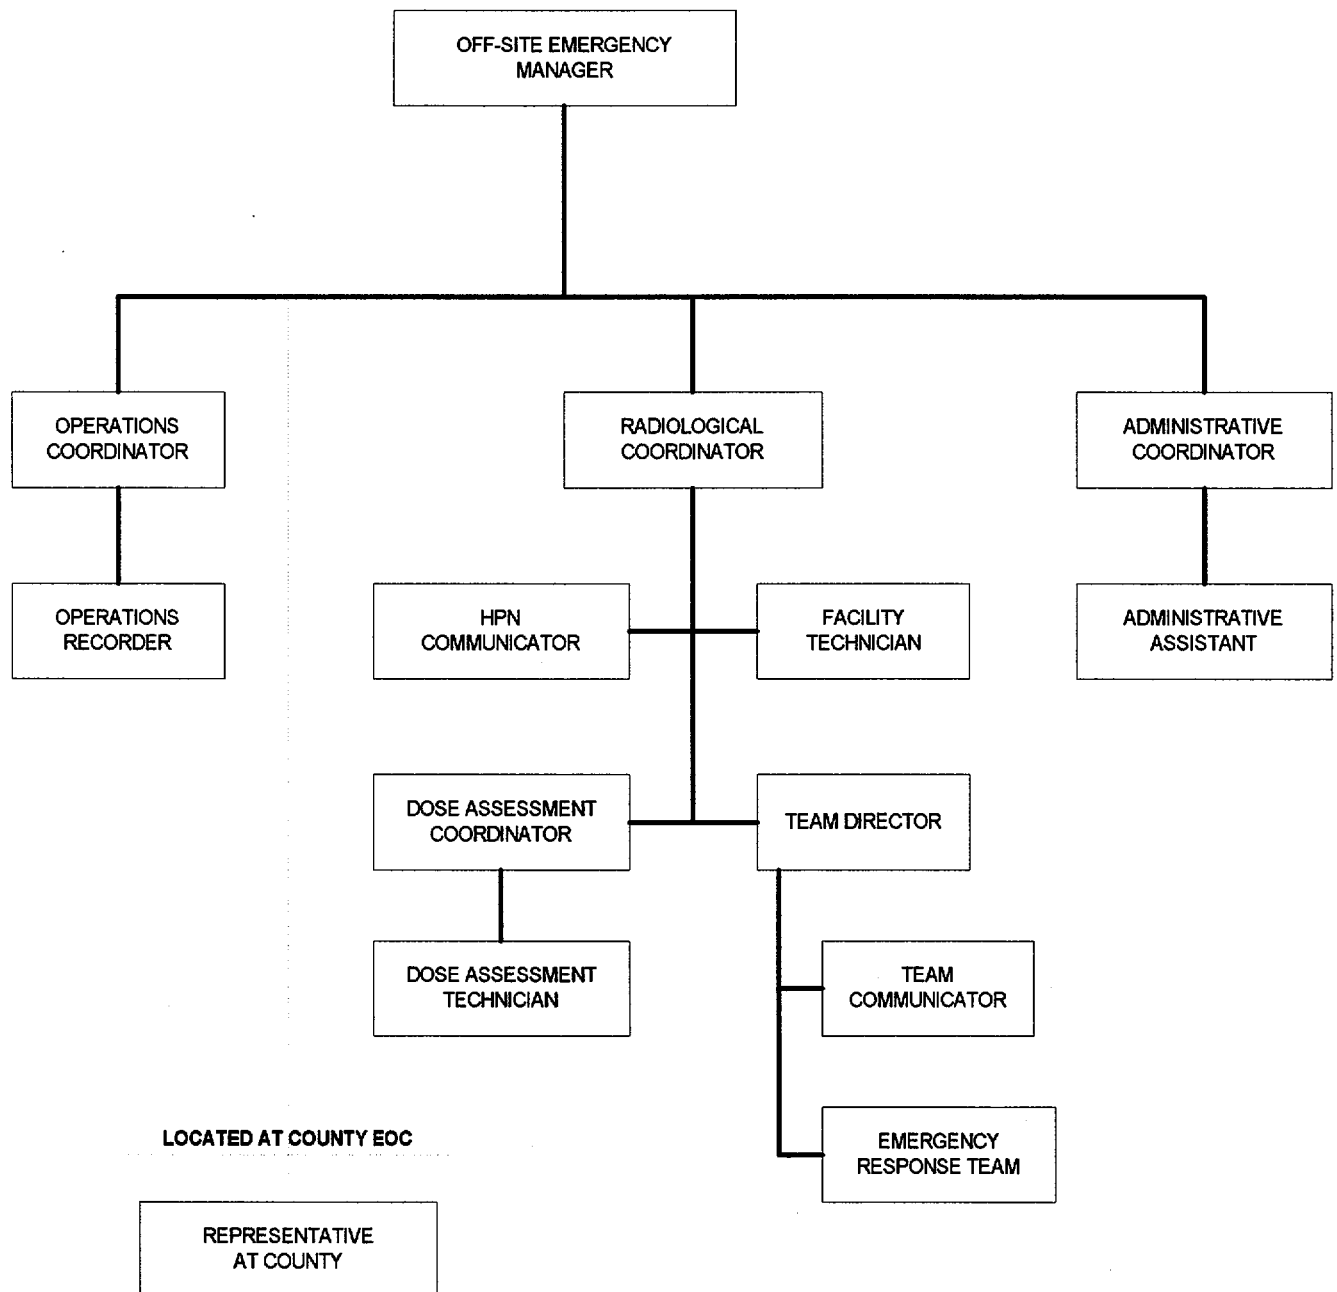 OFF-SITE EMERGENCY
MANAGER
OPERATIONS
COORDINATOR
RADIOLOGICAL
COORDINATOR
ADMINISTRATIVE
COORDINATOR
OPERATIONS
RECORDER
HPN
COMMUNICATOR
FACILITY
TECHNICIAN
ADMINISTRATIVE
ASSISTANT
DOSE ASSESSMENT
COORDINATOR
TEAM DIRECTOR
DOSE ASSESSMENT
TECHNICIAN
TEAM
COMMUNICATOR
LOCATED AT COUNTY EOC
EMERGENCY
RESPONSE TEAM
REPRESENTATIVE
AT COUNTY